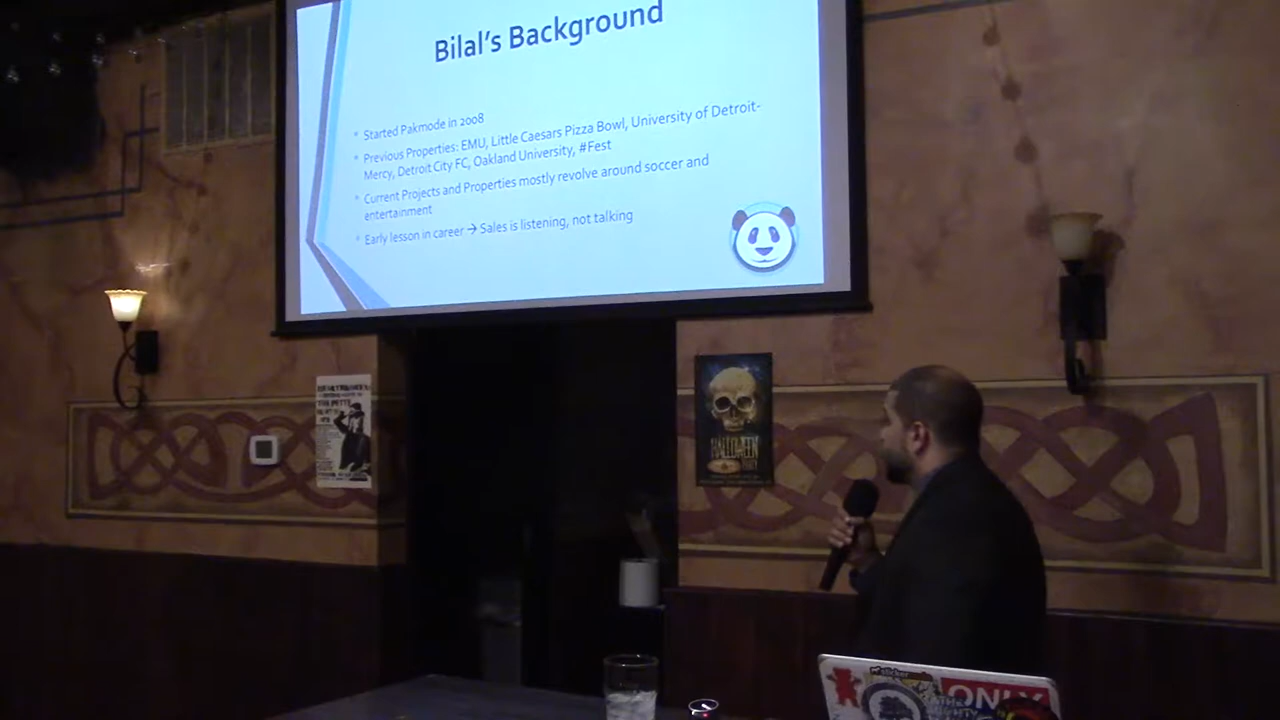 Bilal's Background
Started Pakmode in 2008
Previous Properties: EMU, Little Caesars Pizza Bowl, University of Detroit-
Mercy, Detroit City FC, Oakland University, #Fest
Current Projects and Properties mostly revolve around soccer and
entertainment
Early lesson in career → Sales is listening, not talking
HALLOWEEN
ONLY